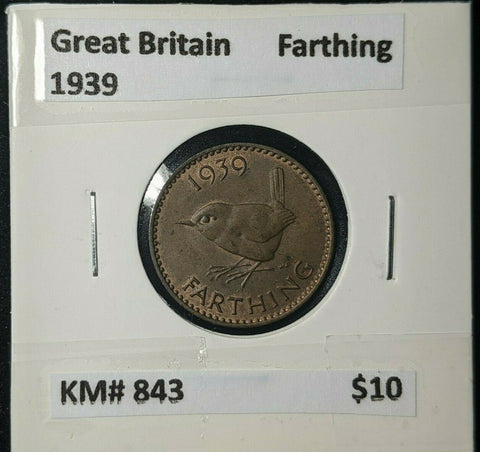 Great Britain Farthing
1939
1939
FARTHING
KM# 843 $10